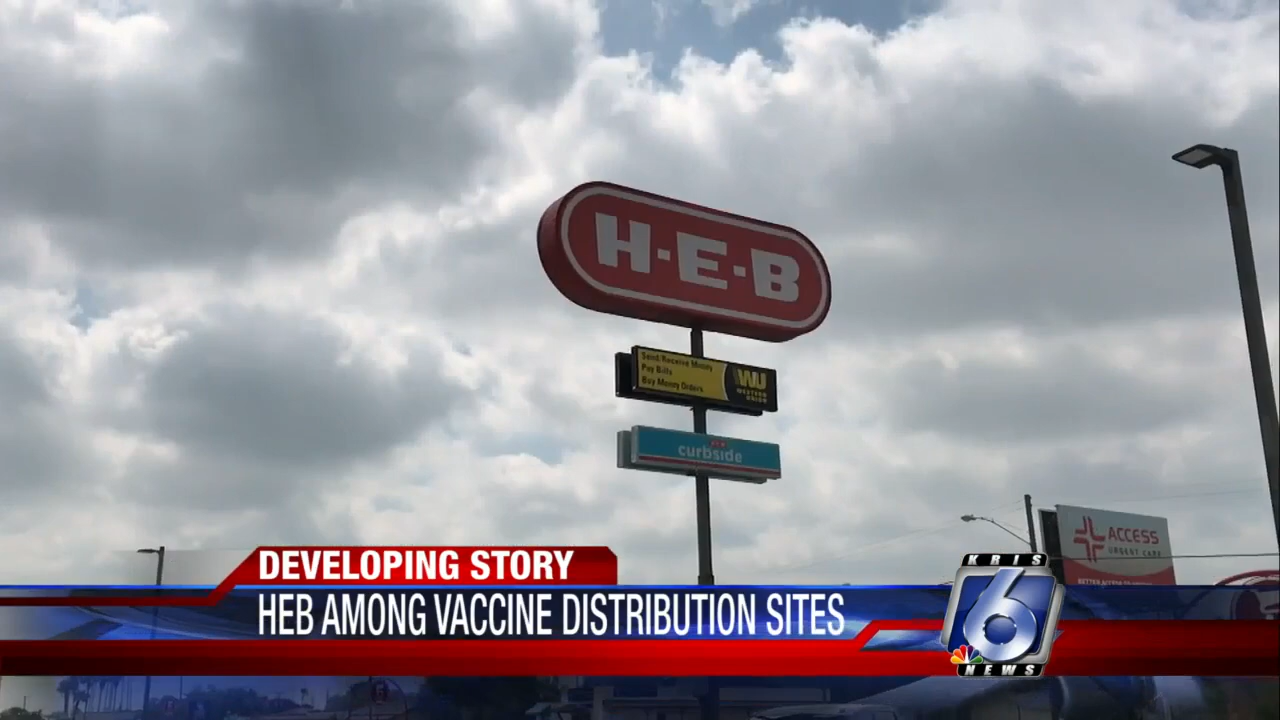 H·E·B
Send/Receive Money
Pay Bills
Buy Money Orders
WU
WESTERN
UNION
curbside
ACCESS
URGENT CARE
DEVELOPING STORY
HEB AMONG VACCINE DISTRIBUTION SITES
KRIS
6
NEWS